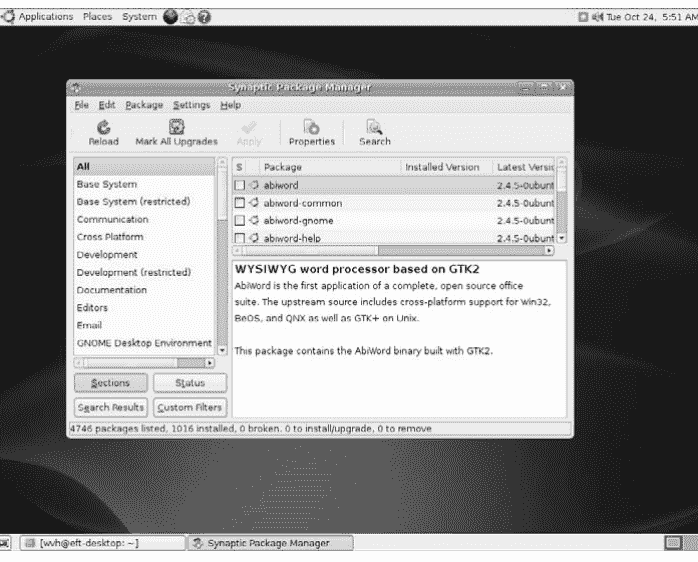 Applications Places System
Tue Oct 24, 5:51 AM
Synaptic Package Manager
File Edit Package Settings Help
Reload
Mark All Upgrades
Apply
Properties
Search
All
Base System
Base System (restricted)
Communication
Cross Platform
Development
Development (restricted)
Documentation
Editors
Email
GNOME Desktop Environment
Sections
Status
Search Results
Custom Filters
S Package Installed Version Latest Versic
abiword 2.4.5-0ubunt
abiword-common 2.4.5-0ubunt
abiword-gnome 2.4.5-0ubunt
abiword-help 2.4.5-0ubunt
WYSIWYG word processor based on GTK2
AbiWord is the first application of a complete, open source office
suite. The upstream source includes cross-platform support for Win32,
BeOS, and QNX as well as GTK+ on Unix.
This package contains the AbiWord binary built with GTK2.
4746 packages listed, 1016 installed, 0 broken. 0 to install/upgrade, 0 to remove
[wvh@eft-desktop: ~]
Synaptic Package Manager